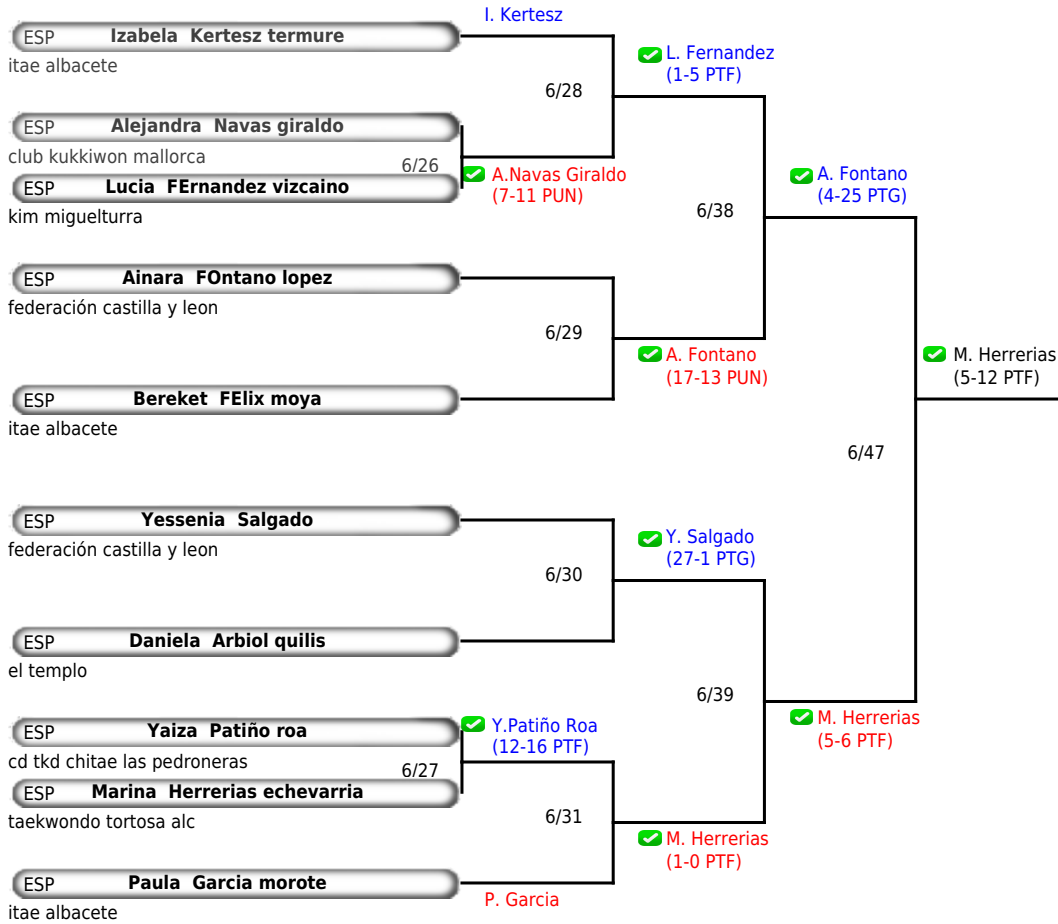 I. Kertesz
ESP Izabela Kertesz termure
itae albacete
L. Fernandez
(1-5 PTF)
6/28
ESP Alejandra Navas giraldo
club kukkiwon mallorca
6/26
A.Navas Giraldo
(7-11 PUN)
ESP Lucia FErnandez vizcaino
kim miguelturra
A. Fontano
(4-25 PTG)
6/38
ESP Ainara FOntano lopez
federación castilla y leon
6/29
A. Fontano
(17-13 PUN)
ESP Bereket FElix moya
itae albacete
M. Herrerias
(5-12 PTF)
6/47
ESP Yessenia Salgado
federación castilla y leon
Y. Salgado
(27-1 PTG)
6/30
ESP Daniela Arbiol quilis
el templo
6/39
M. Herrerias
(5-6 PTF)
ESP Yaiza Patiño roa
cd tkd chitae las pedroneras
6/27
Y.Patiño Roa
(12-16 PTF)
ESP Marina Herrerias echevarria
taekwondo tortosa alc
6/31
M. Herrerias
(1-0 PTF)
ESP Paula Garcia morote
itae albacete
P. Garcia